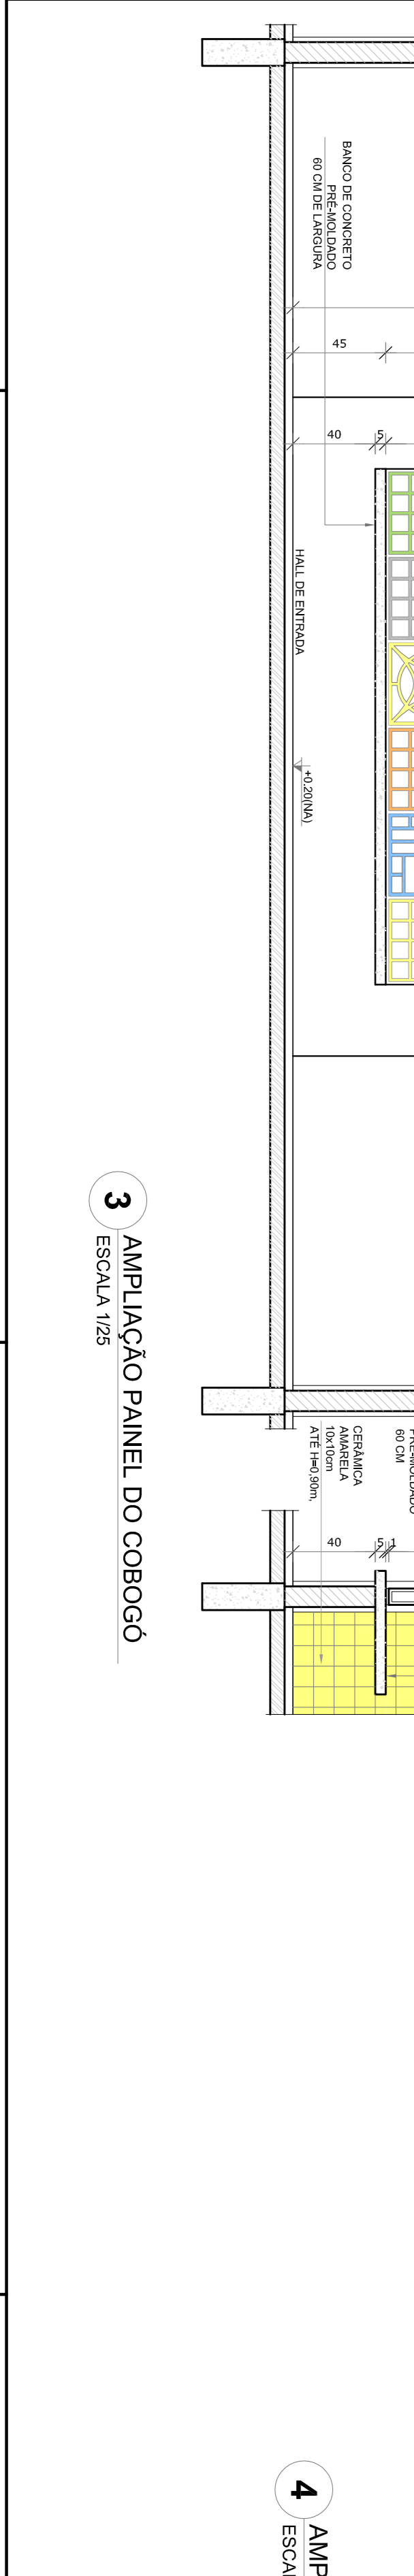 BANCO DE CONCRETO
PRÉ-MOLDADO
60 CM DE LARGURA
45
40
5
HALL DE ENTRADA
+0.20(NA)
3
AMPLIAÇÃO PAINEL DO COBOGÓ
ESCALA 1/25
PRÉ-MOLDADO
60 CM
CERÂMICA
AMARELA
10x10cm
ATÉ H=0,90m,
40
5
1
4